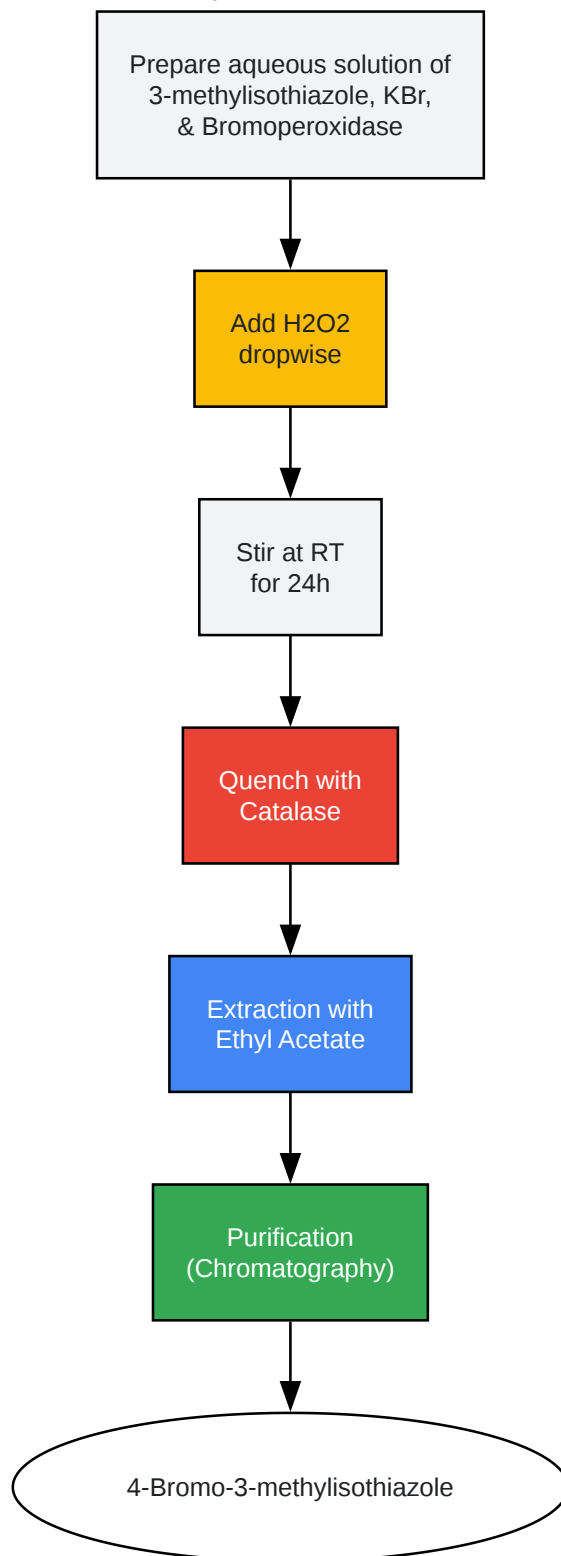 Prepare aqueous solution of
3-methylisothiazole, KBr,
& Bromoperoxidase
Add H2O2
dropwise
Stir at RT
for 24h
Quench with
Catalase
Extraction with
Ethyl Acetate
Purification
(Chromatography)
4-Bromo-3-methylisothiazole